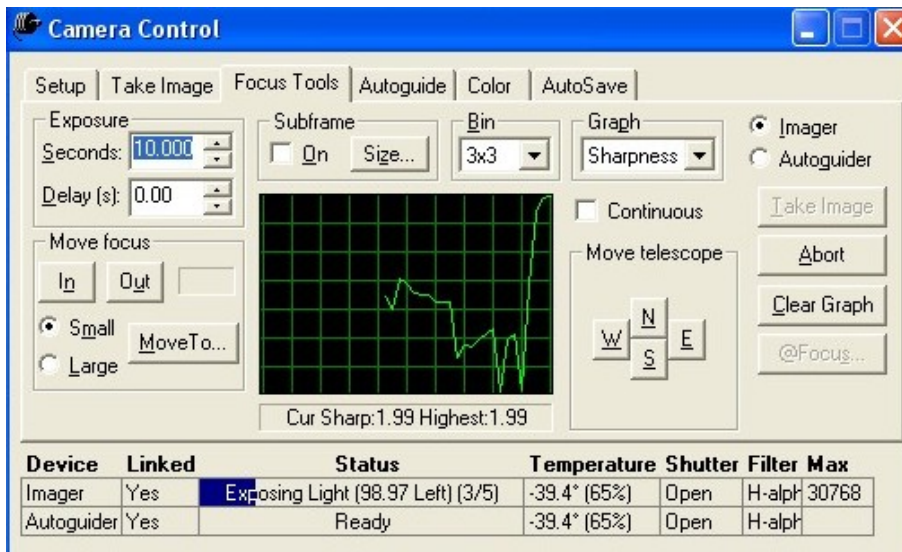 Camera Control
Setup Take Image Focus Tools Autoguide Color AutoSave
Exposure
Seconds: 10.000
Delay (s): 0.00
Subframe
On Size...
Bin
3x3
Graph
Sharpness
Imager
Autoguider
Continuous
Take Image
Abort
Clear Graph
@Focus...
Move focus
In Out
Small
Large
MoveTo...
Move telescope
N
W E
S
Cur Sharp:1.99 Highest:1.99
Device Linked Status Temperature Shutter Filter Max
Imager Yes Exposing Light (98.97 Left) (3/5) -39.4° (65%) Open H-alph 30768
Autoguider Yes Ready -39.4° (65%) Open H-alph